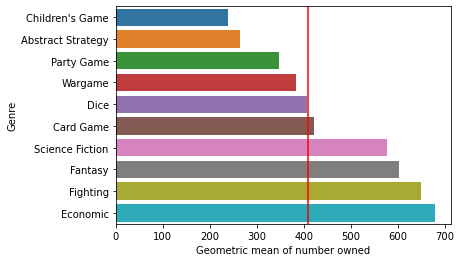 Genre
Children's Game
Abstract Strategy
Party Game
Wargame
Dice
Card Game
Science Fiction
Fantasy
Fighting
Economic
0 100 200 300 400 500 600 700
Geometric mean of number owned